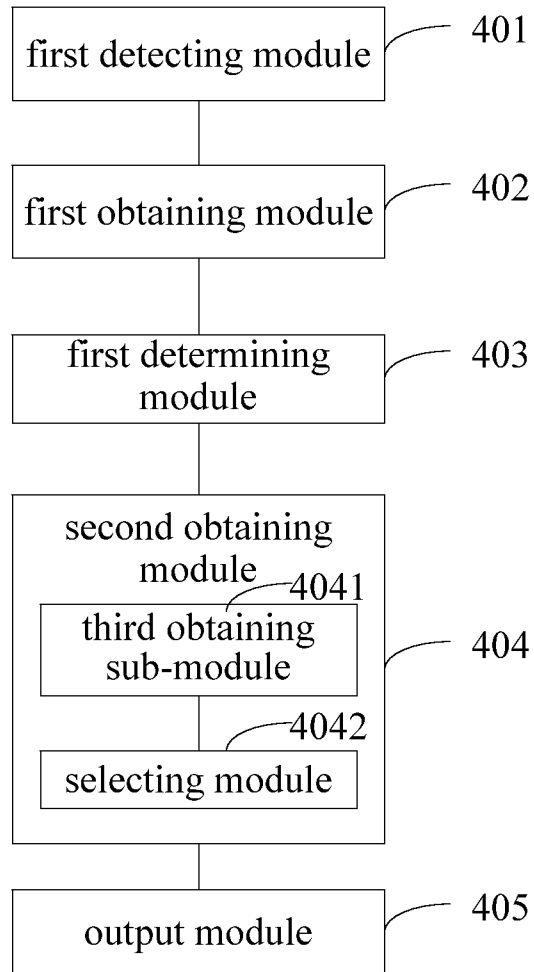 first detecting module
401
first obtaining module
402
first determining
module
403
second obtaining
module
4041
third obtaining
sub-module
404
4042
selecting module
output module
405